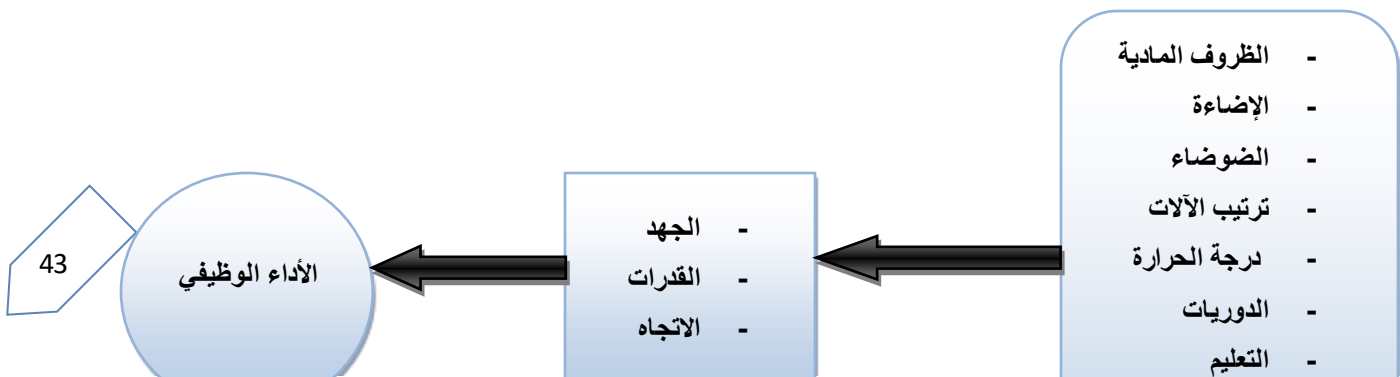 - الظروف المادية
- الإضاءة
- الضوضاء
- ترتيب الآلات
- درجة الحرارة
- الدوريات
- التعليم
- الجهد
- القدرات
- الاتجاه
الأداء الوظيفي
43